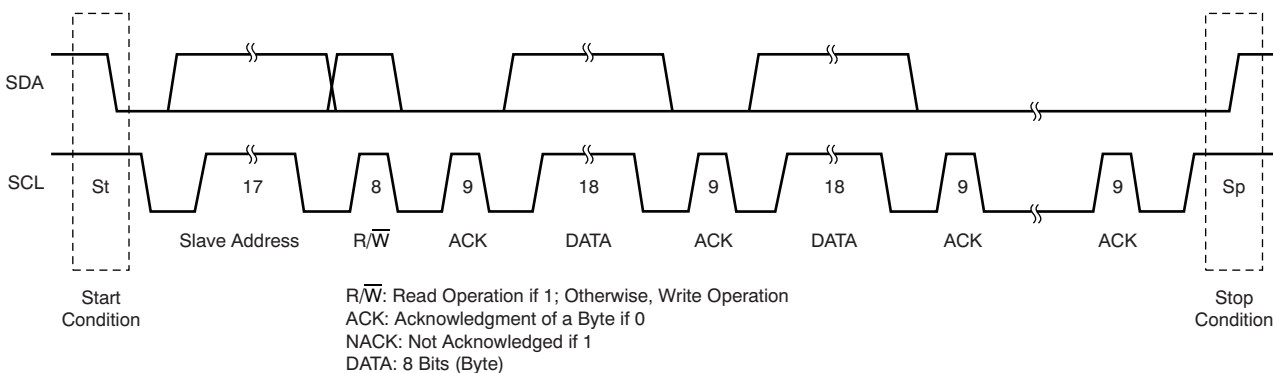 SDA
SCL St 17 8 9 18 9 18 9 9 Sp
Slave Address R/W̅ ACK DATA ACK DATA ACK ACK
Start
Condition
Stop
Condition
R/W̅: Read Operation if 1; Otherwise, Write Operation
ACK: Acknowledgment of a Byte if 0
NACK: Not Acknowledged if 1
DATA: 8 Bits (Byte)